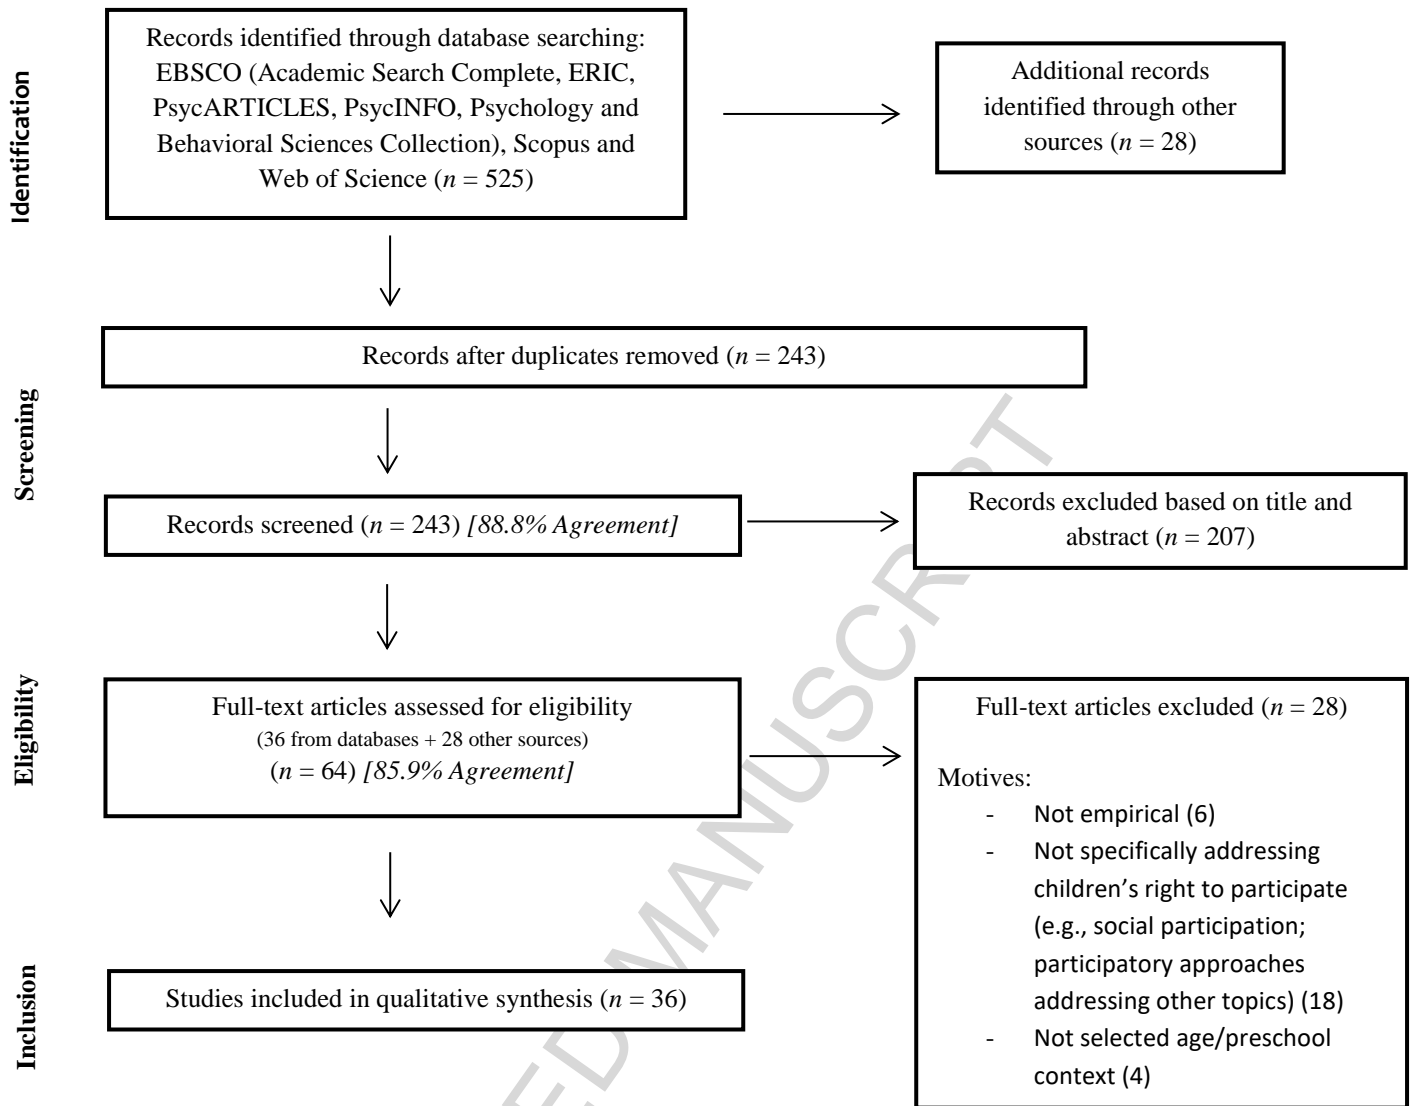 Identification
Records identified through database searching:
EBSCO (Academic Search Complete, ERIC,
PsycARTICLES, PsycINFO, Psychology and
Behavioral Sciences Collection), Scopus and
Web of Science (n = 525)
Additional records
identified through other
sources (n = 28)
Records after duplicates removed (n = 243)
Screening
Records screened (n = 243) [88.8% Agreement]
Records excluded based on title and
abstract (n = 207)
Eligibility
Full-text articles assessed for eligibility
(36 from databases + 28 other sources)
(n = 64) [85.9% Agreement]
Full-text articles excluded (n = 28)
Motives:
- Not empirical (6)
- Not specifically addressing
children’s right to participate
(e.g., social participation;
participatory approaches
addressing other topics) (18)
- Not selected age/preschool
context (4)
Inclusion
Studies included in qualitative synthesis (n = 36)
ED MANUSCRIPT